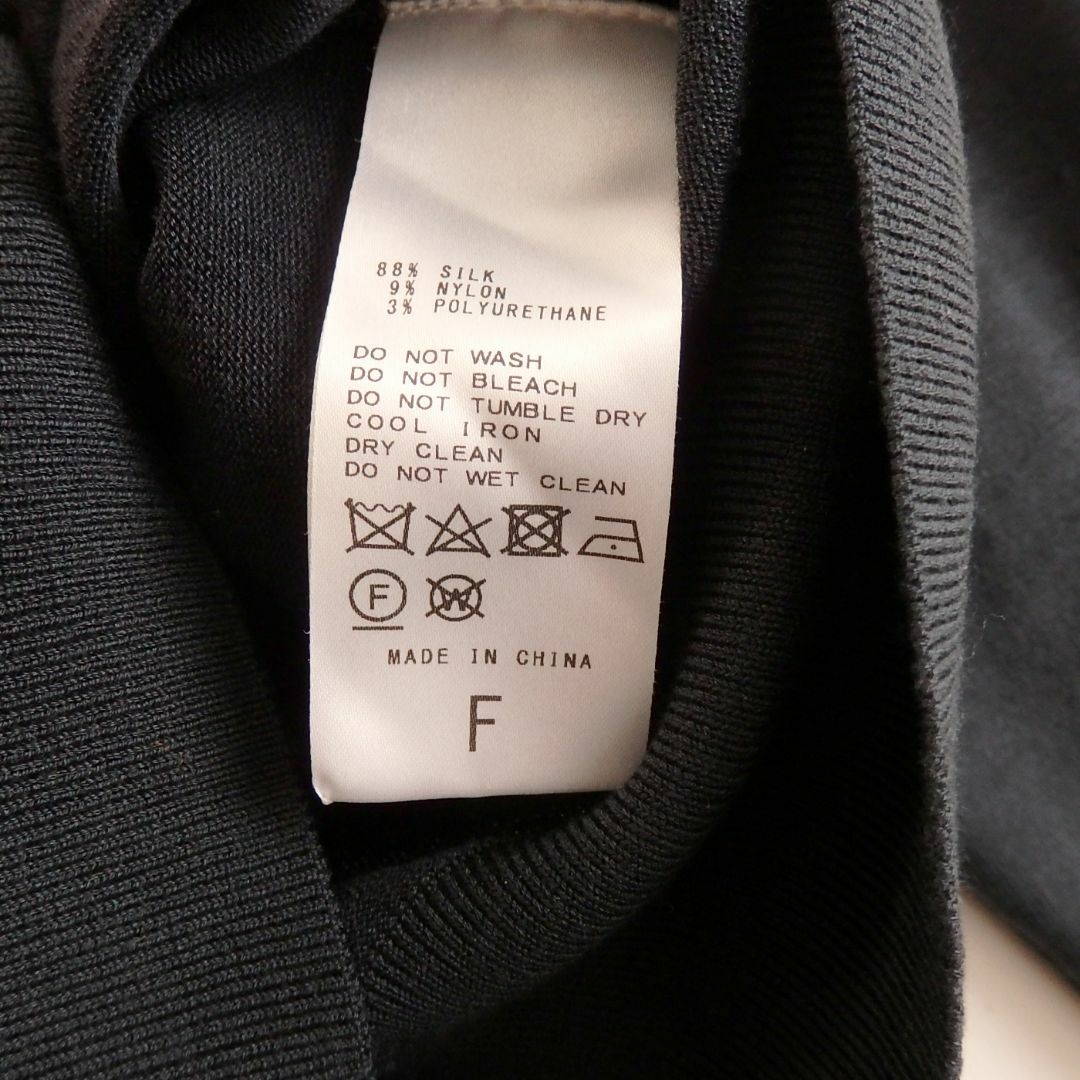 88% SILK
9% NYLON
3% POLYURETHANE
DO NOT WASH
DO NOT BLEACH
DO NOT TUMBLE DRY
COOL IRON
DRY CLEAN
DO NOT WET CLEAN
F W
MADE IN CHINA
F